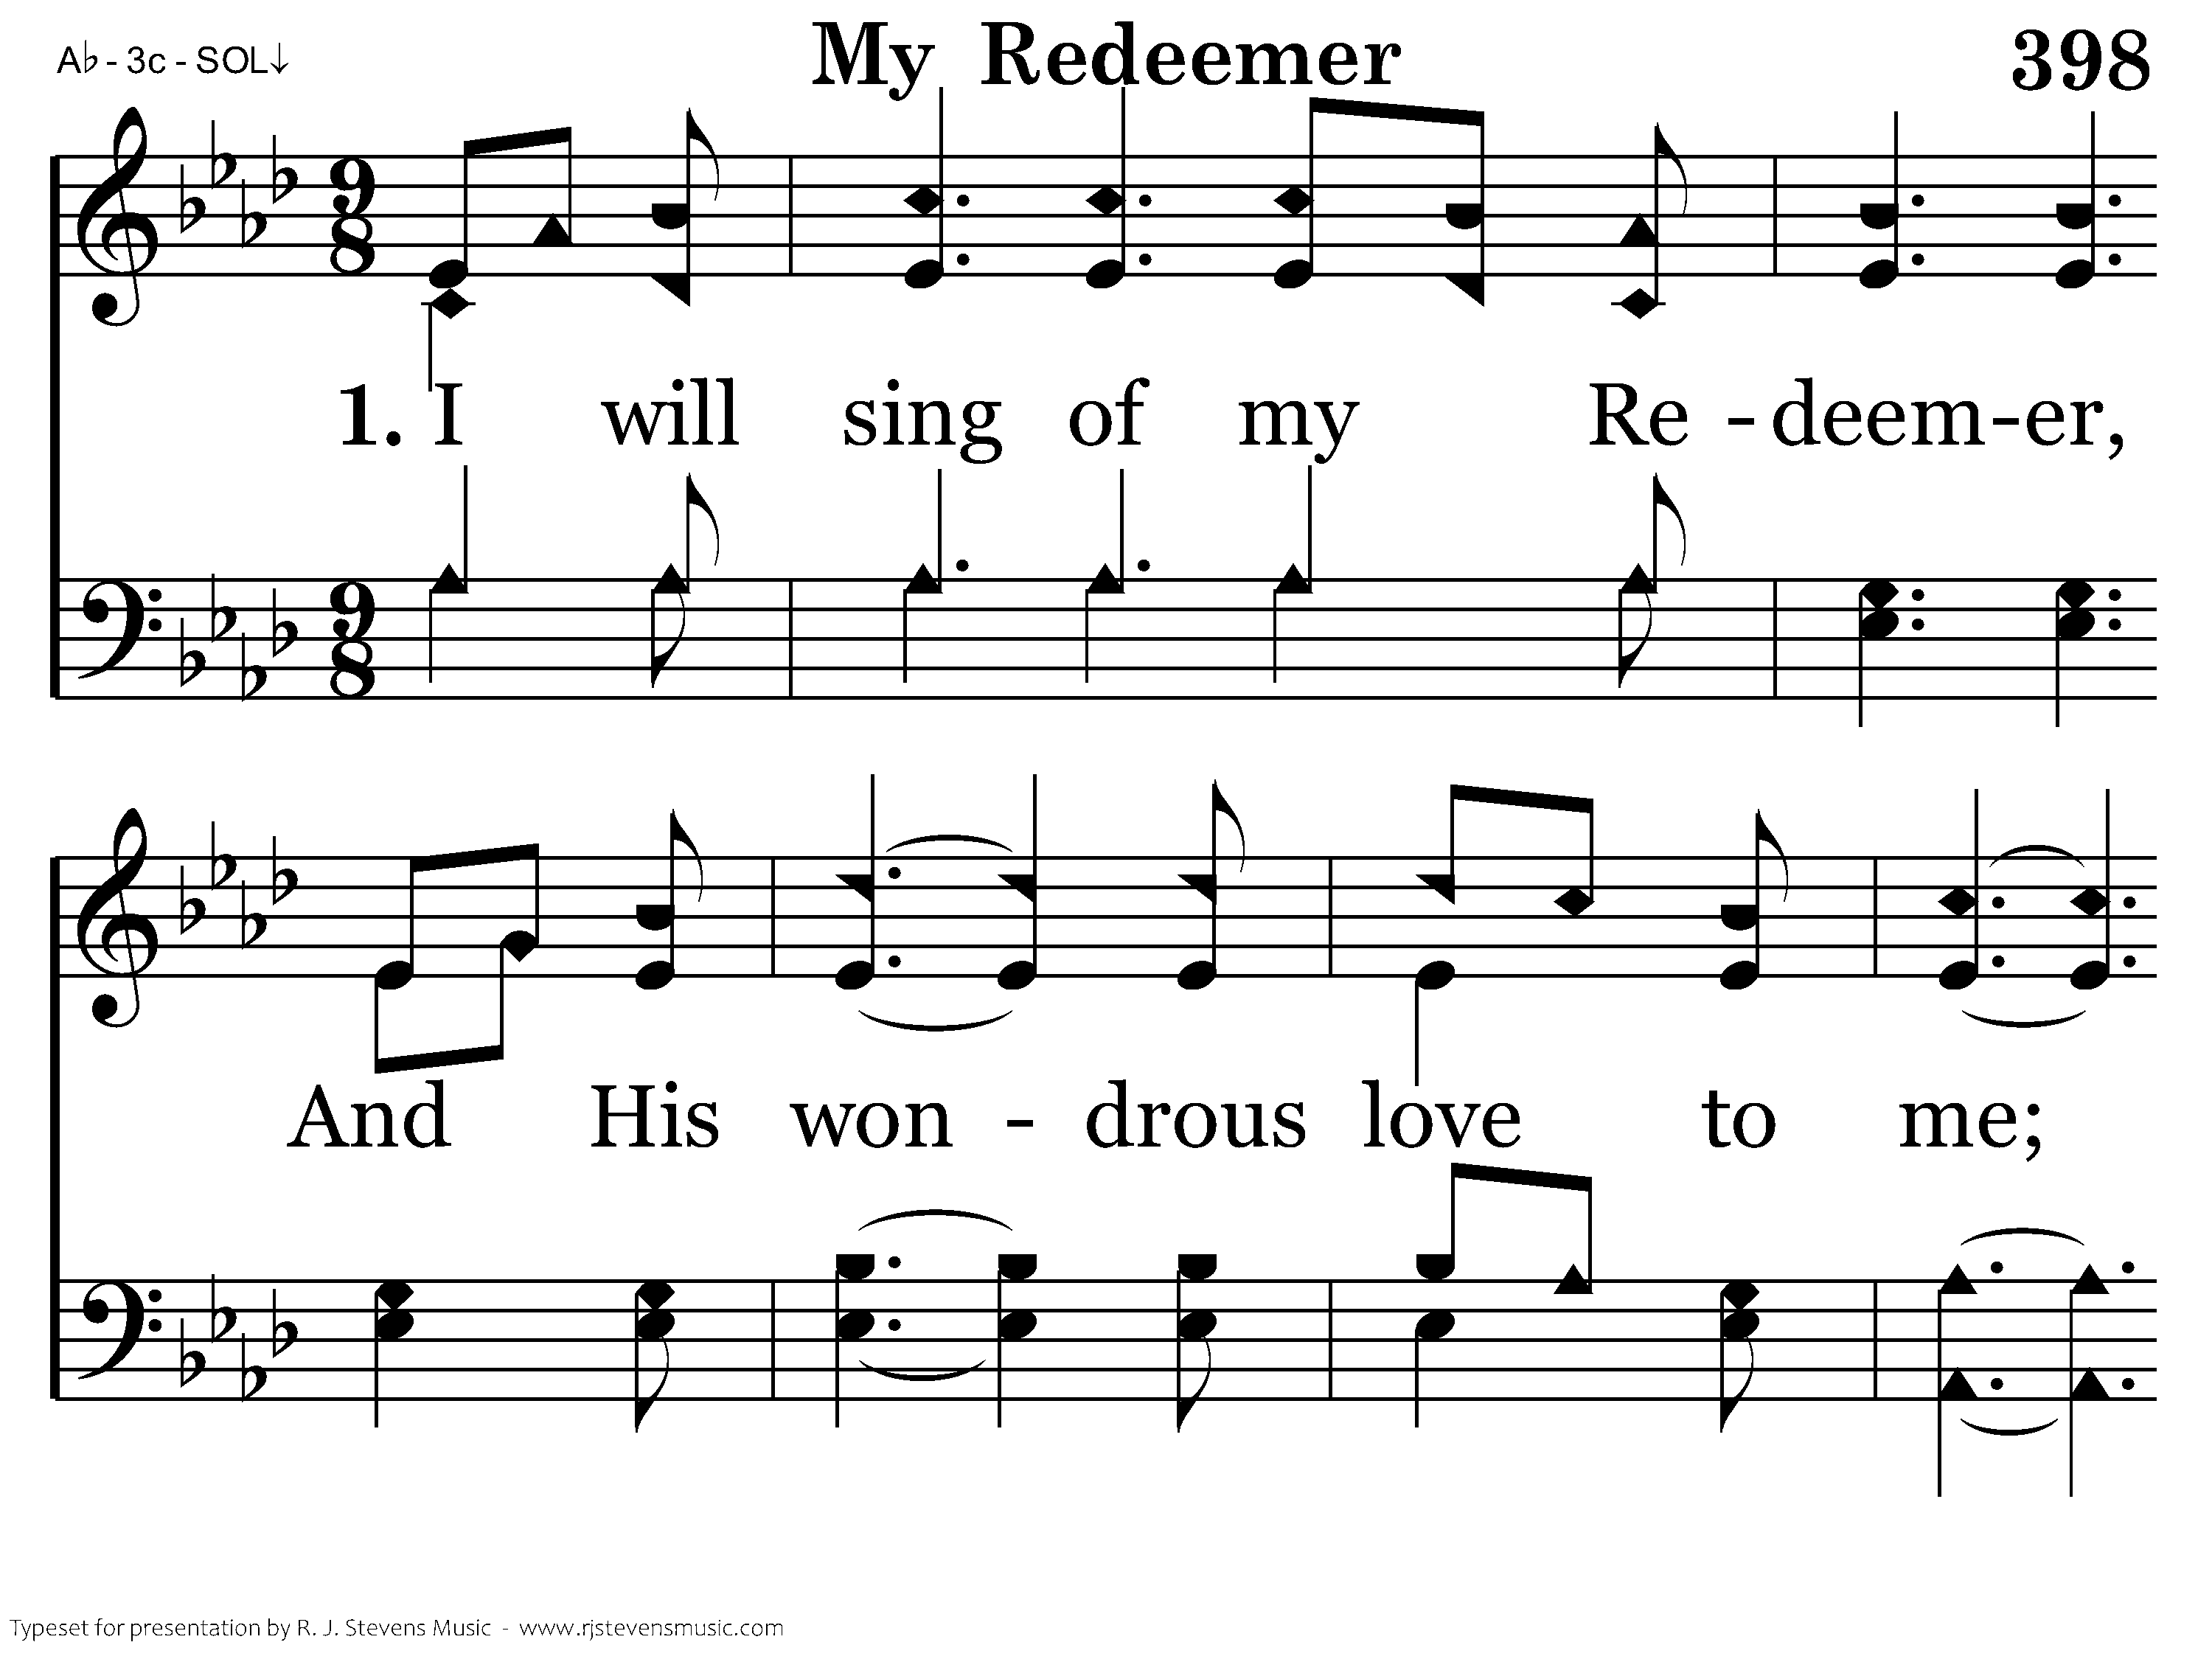 A♭ - 3c - SOL↓
My Redeemer
398
1. I will sing of my Re - deem-er,
And His won - drous love to me;
Typeset for presentation by R. J. Stevens Music - www.rjstevensmusic.com